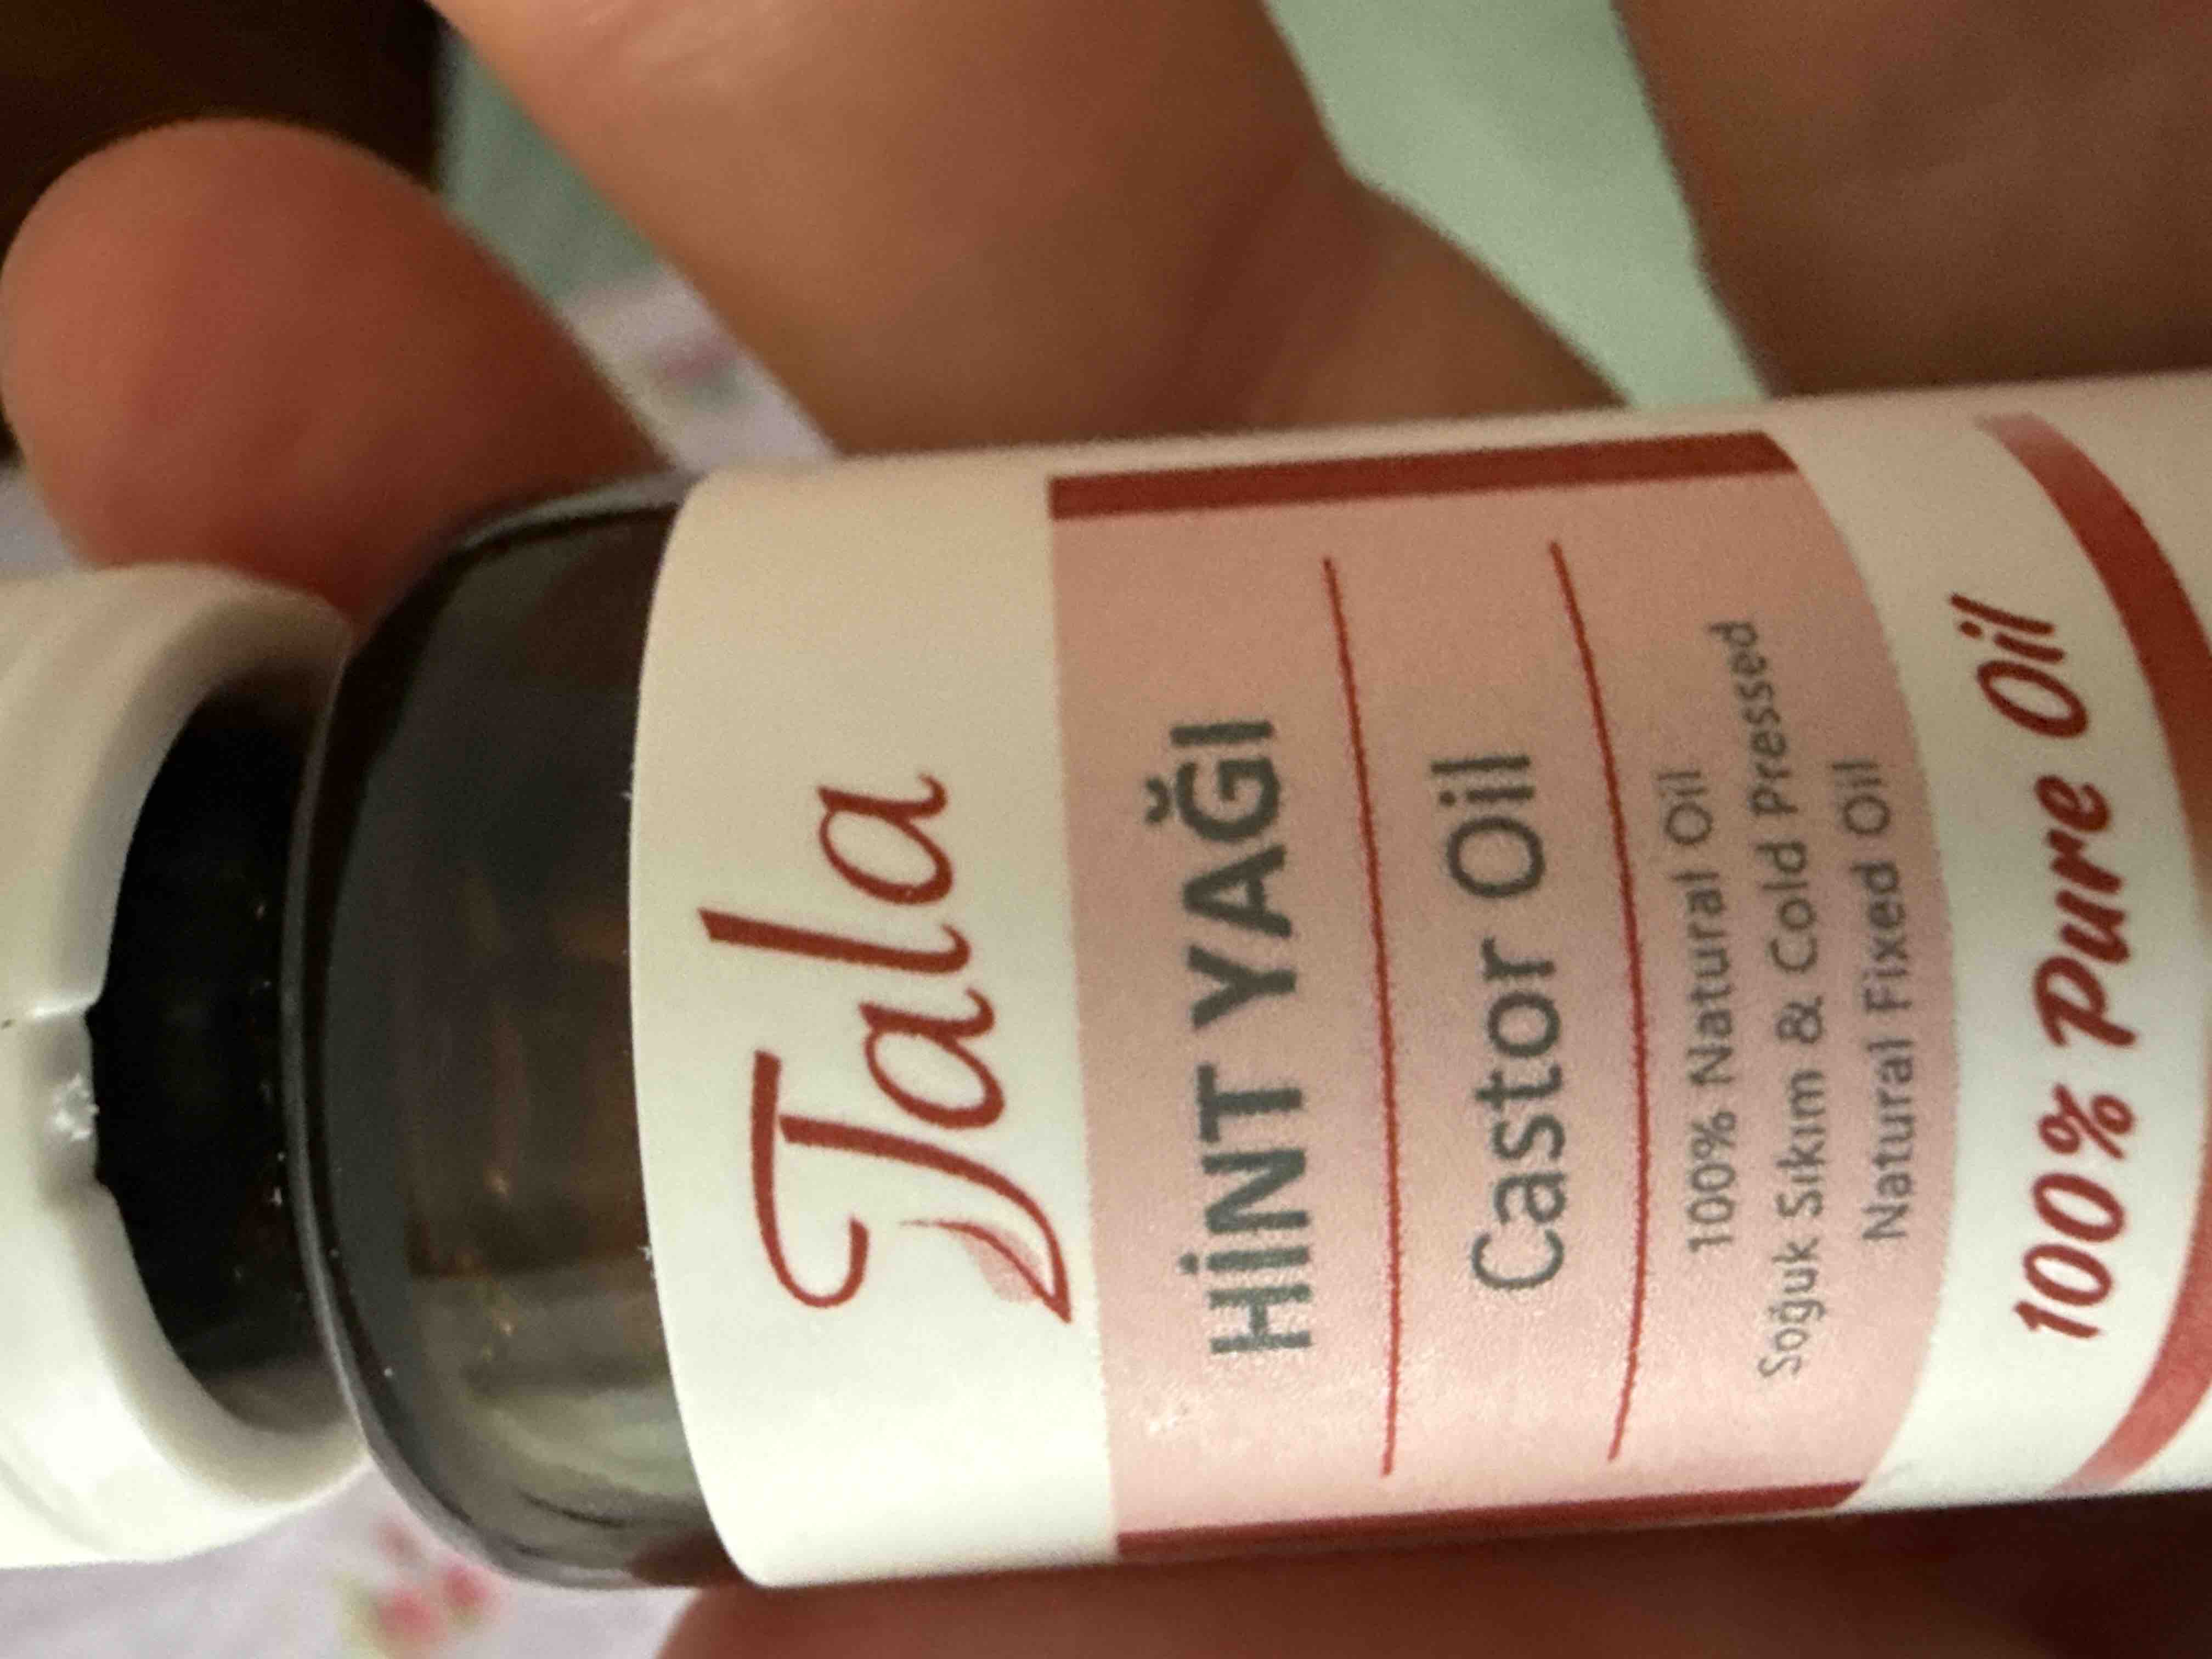 Tala
HİNT YAĞI
Castor Oil
100% Natural Oil
Soğuk Sıkım & Cold Pressed
Natural Fixed Oil
100% Pure Oil